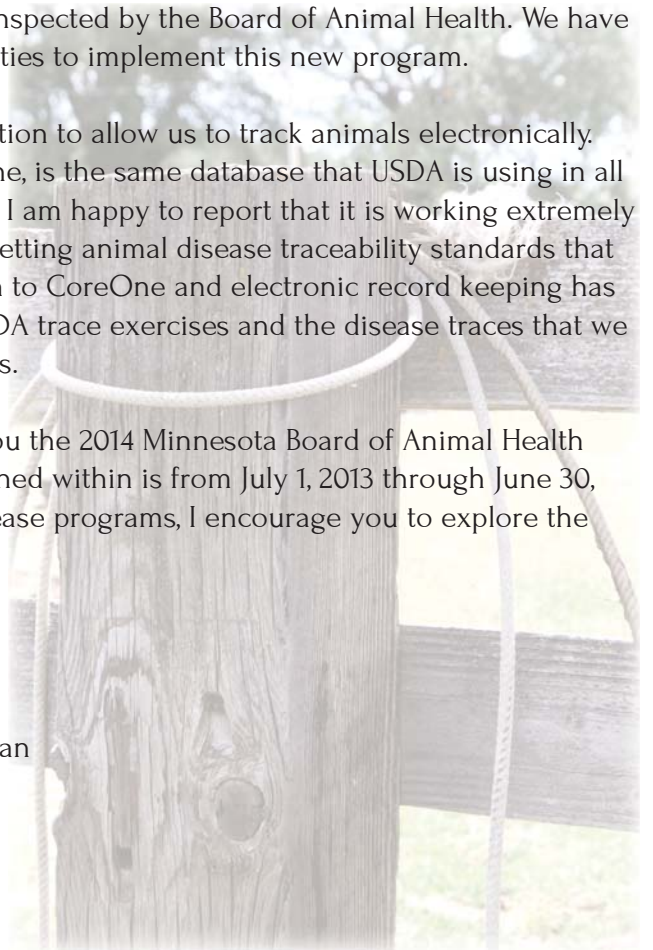 nspected by the Board of Animal Health. We have
ties to implement this new program.
tion to allow us to track animals electronically.
ne, is the same database that USDA is using in all
I am happy to report that it is working extremely
etting animal disease traceability standards that
to CoreOne and electronic record keeping has
DA trace exercises and the disease traces that we
s.
ou the 2014 Minnesota Board of Animal Health
ned within is from July 1, 2013 through June 30,
ease programs, I encourage you to explore the
an